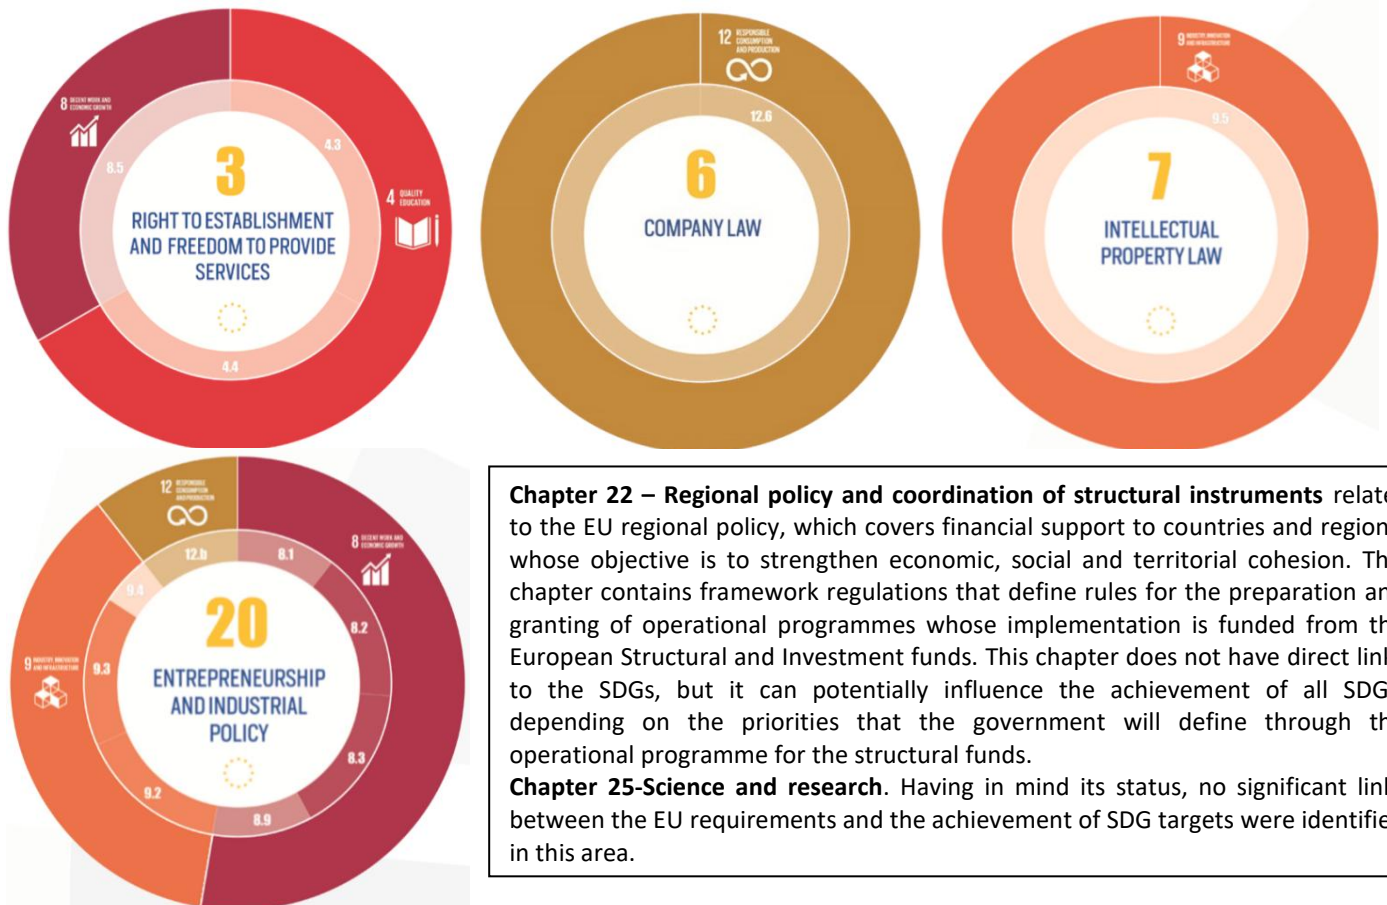 8 DECENT WORK AND
ECONOMIC GROWTH
8.5
4.3
4 QUALITY
EDUCATION
4.4
3
RIGHT TO ESTABLISHMENT
AND FREEDOM TO PROVIDE
SERVICES
12 RESPONSIBLE
CONSUMPTION
AND PRODUCTION
12.6
6
COMPANY LAW
9 INDUSTRY, INNOVATION
AND INFRASTRUCTURE
9.5
7
INTELLECTUAL
PROPERTY LAW
12 RESPONSIBLE
CONSUMPTION
AND PRODUCTION
12.b
8.1
8 DECENT WORK AND
ECONOMIC GROWTH
9.4
8.2
9 INDUSTRY, INNOVATION
AND INFRASTRUCTURE
9.3
8.3
9.2
8.9
20
ENTREPRENEURSHIP
AND INDUSTRIAL
POLICY
Chapter 22 – Regional policy and coordination of structural instruments relate
to the EU regional policy, which covers financial support to countries and region
whose objective is to strengthen economic, social and territorial cohesion. Th
chapter contains framework regulations that define rules for the preparation an
granting of operational programmes whose implementation is funded from th
European Structural and Investment funds. This chapter does not have direct link
to the SDGs, but it can potentially influence the achievement of all SDG
depending on the priorities that the government will define through th
operational programme for the structural funds.
Chapter 25-Science and research. Having in mind its status, no significant link
between the EU requirements and the achievement of SDG targets were identifie
in this area.